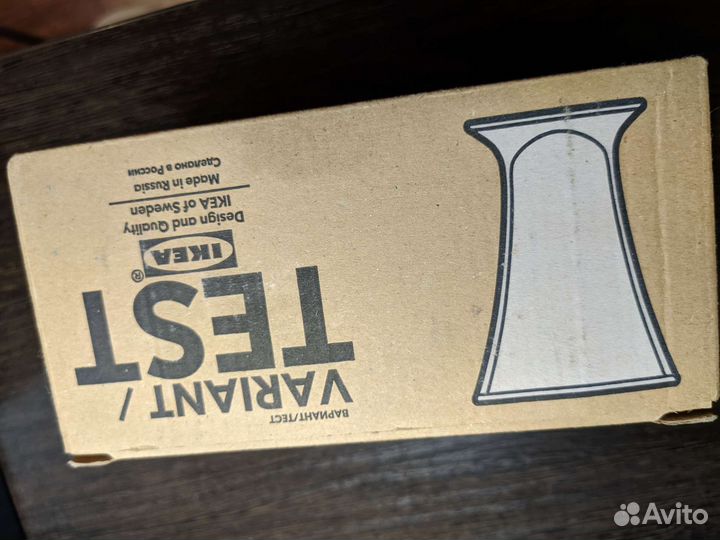 ВАРИАНТ/ТЕСТ
VARIANT/
TEST
IKEA®
Design and Quality
IKEA of Sweden
Made in Russia
Сделано в России
Avito